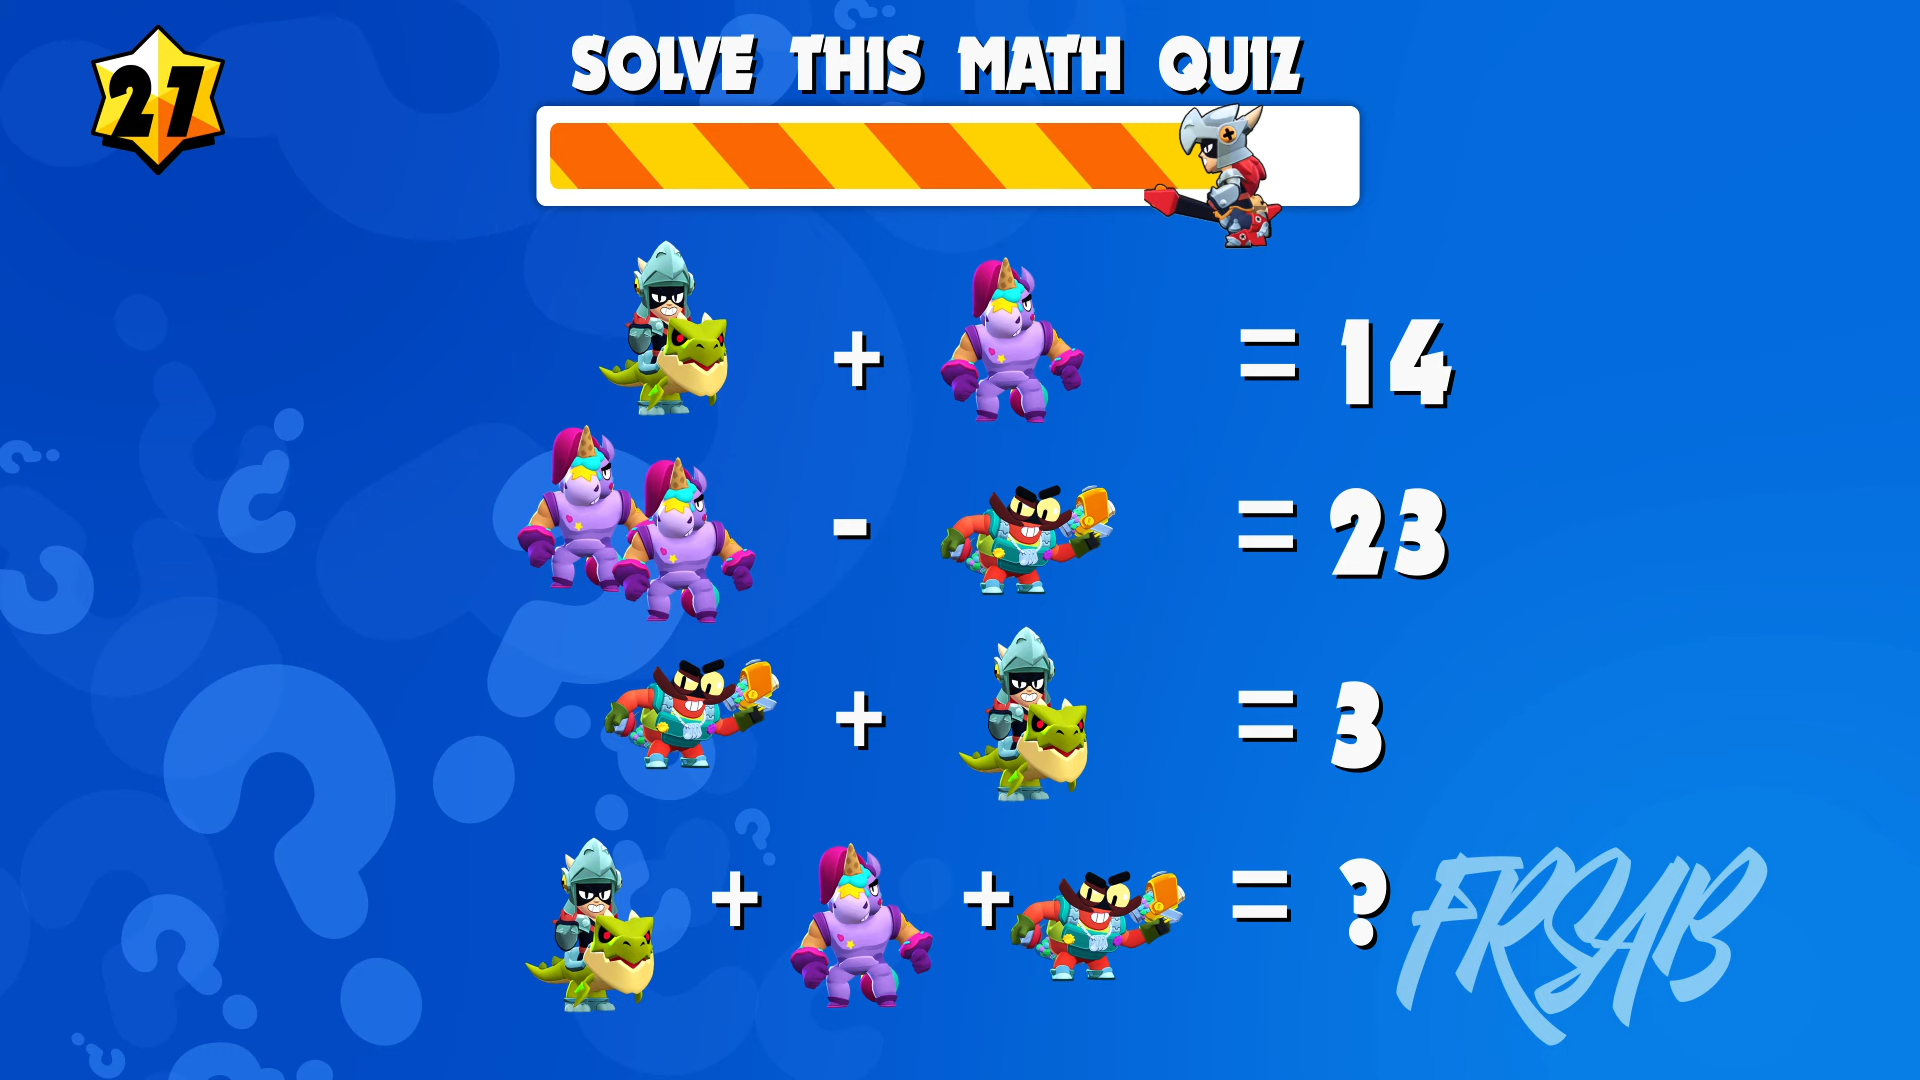 27
SOLVE THIS MATH QUIZ
+ = 14
- = 23
+ = 3
+ + = ?
FRSAB